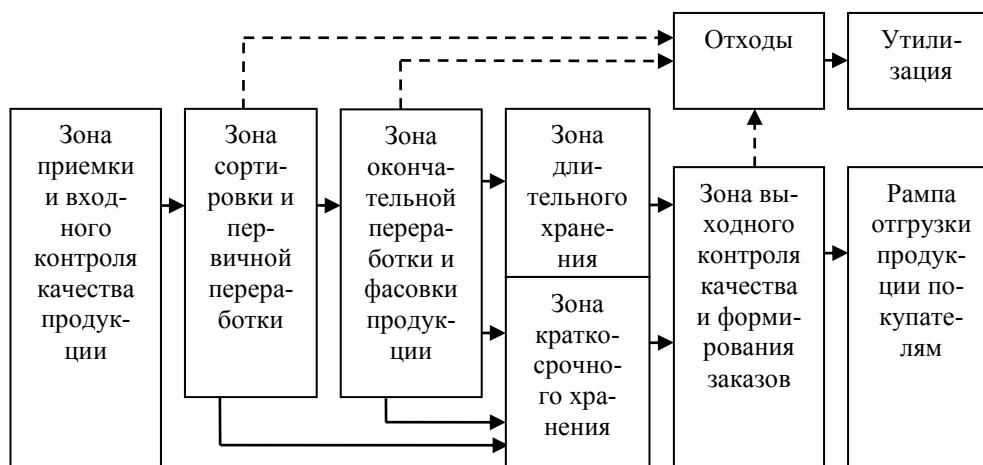 Отходы
Утили-
зация
Зона
приемки
и вход-
ного
контроля
качества
продук-
ции
Зона
сорти-
ровки и
пер-
вичной
перера-
ботки
Зона
оконча-
тельной
перера-
ботки и
фасовки
продук-
ции
Зона
дли-
тельного
хране-
ния
Зона
кратко-
срочно-
го хра-
нения
Зона вы-
ходного
контроля
качества
и форми-
рования
заказов
Рампа
отгрузки
продук-
ции по-
купате-
лям